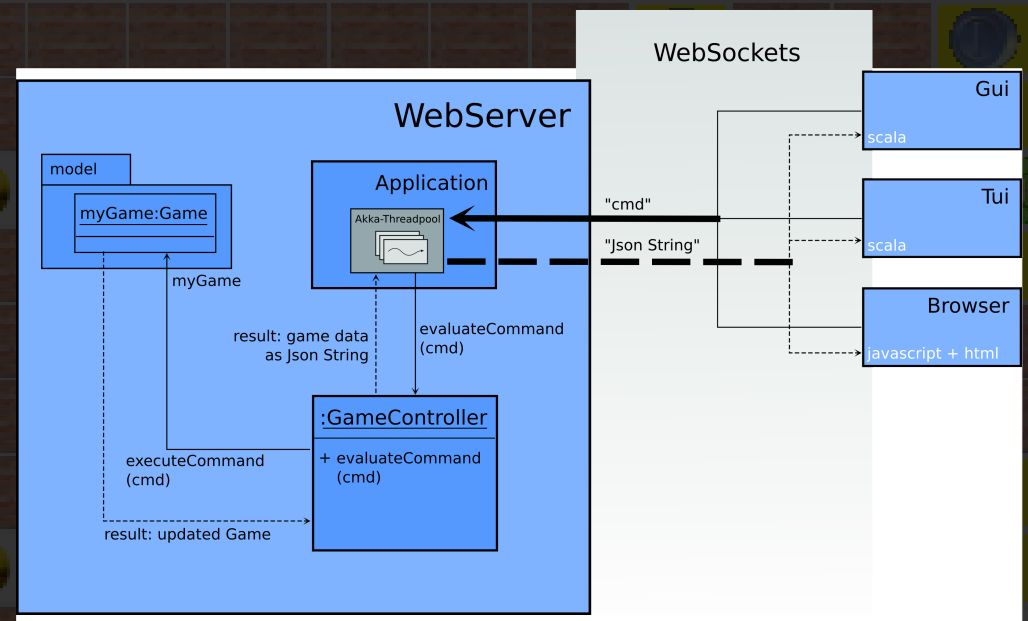 WebSockets
Gui
scala
WebServer
model
myGame:Game
myGame
Application
Akka-Threadpool
"cmd"
"Json String"
Tui
scala
Browser
javascript + html
result: game data
as Json String
evaluateCommand
(cmd)
:GameController
+ evaluateCommand
(cmd)
executeCommand
(cmd)
result: updated Game